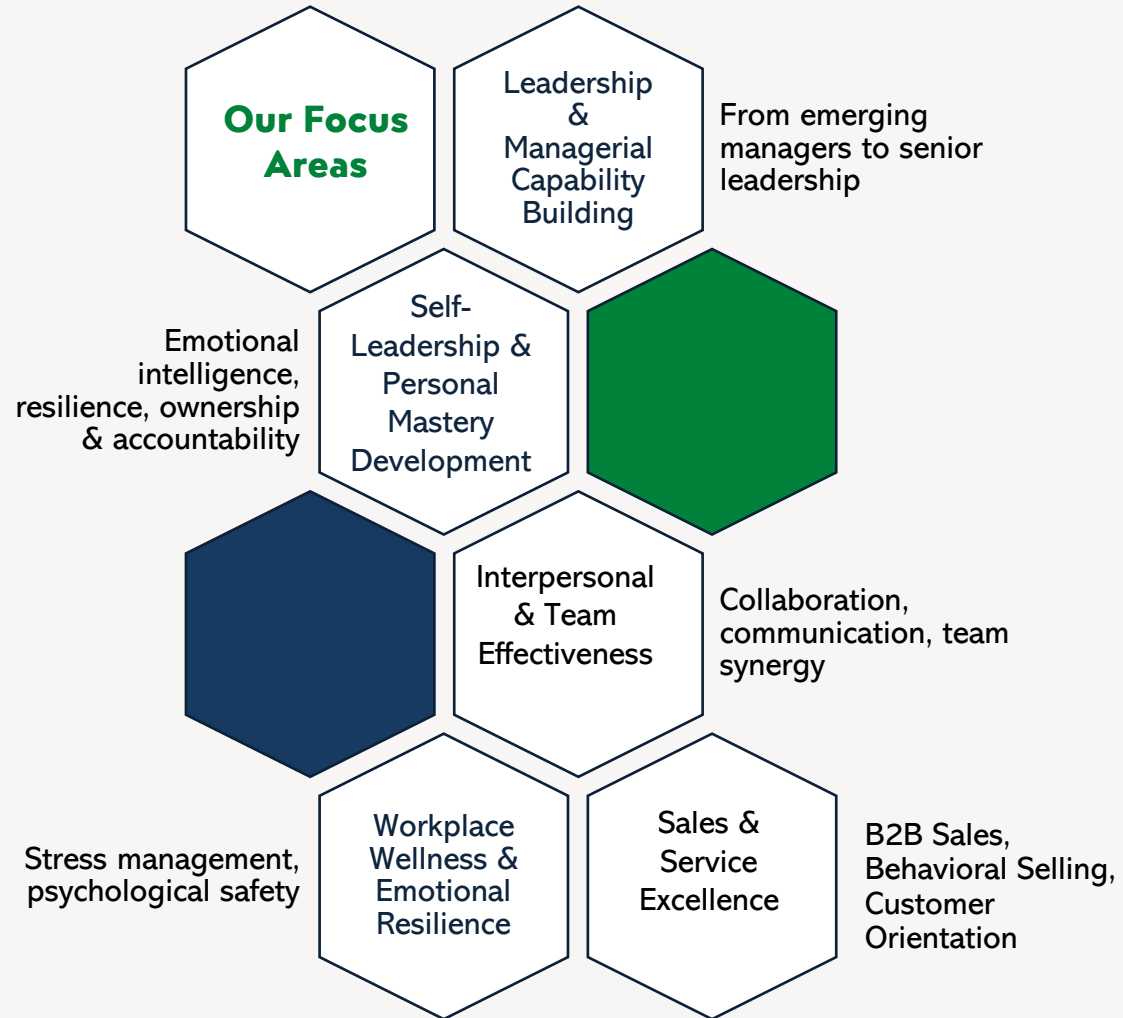 Our Focus
Areas
Leadership
&
Managerial
Capability
Building
From emerging
managers to senior
leadership
Emotional
intelligence,
resilience, ownership
& accountability
Self-
Leadership &
Personal
Mastery
Development
Interpersonal
& Team
Effectiveness
Collaboration,
communication, team
synergy
Stress management,
psychological safety
Workplace
Wellness &
Emotional
Resilience
Sales &
Service
Excellence
B2B Sales,
Behavioral Selling,
Customer
Orientation